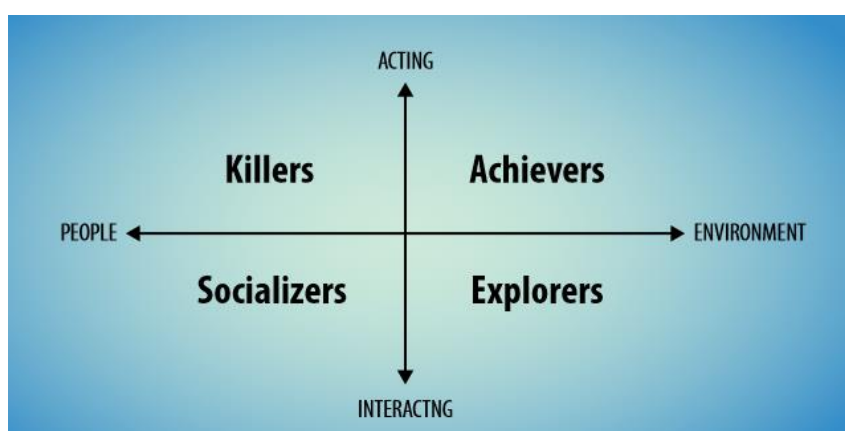 ACTING
Killers Achievers
PEOPLE ENVIRONMENT
Socializers Explorers
INTERACTNG